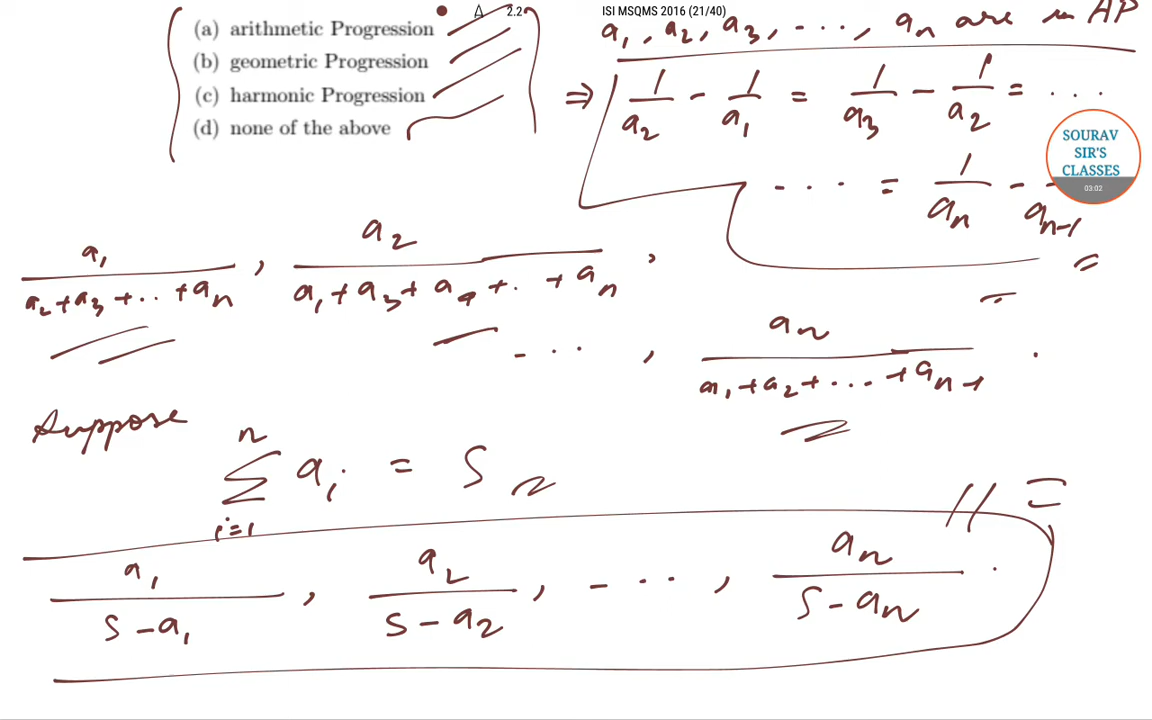 A 2.2 ISI MSQMS 2016 (21/40)
(a) arithmetic Progression
(b) geometric Progression
(c) harmonic Progression
(d) none of the above
a₁, a₂, a₃, ..., aₙ are in AP
⇒ 1/a₂ - 1/a₁ = 1/a₃ - 1/a₂ = ...
... = 1/aₙ - 1/aₙ₋₁
SOURAV
SIR'S
CLASSES
03:02
a₁/(a₂+a₃+..+aₙ), a₂/(a₁+a₃+a₄+..+aₙ),
..., aₙ/(a₁+a₂+...+aₙ₋₁).
Suppose
∑ᵢ₌₁ⁿ aᵢ = S
a₁/(S-a₁), a₂/(S-a₂), ..., aₙ/(S-aₙ).